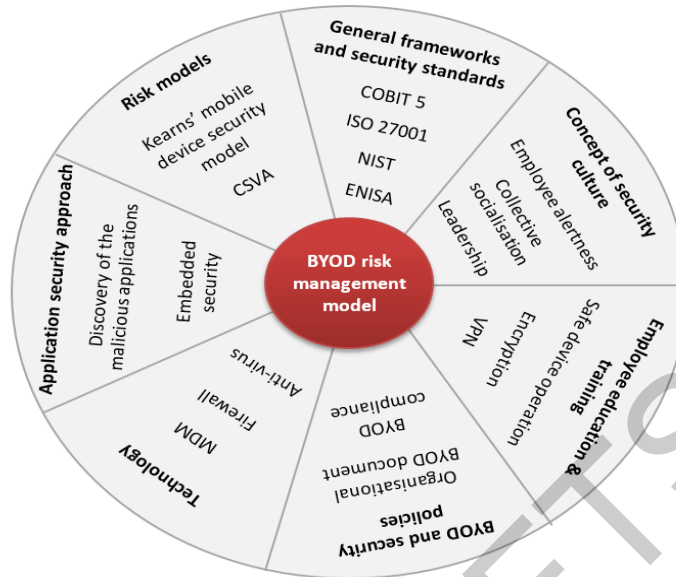 General frameworks
and security standards
COBIT 5
ISO 27001
NIST
ENISA
Concept of security
culture
Employee alertness
Collective
socialisation
Leadership
Employee education &
training
Safe device operation
Encryption
VPN
BYOD and security
policies
Organisational
BYOD document
BYOD
compliance
Technology
MDM
Firewall
Anti-virus
Application security approach
Discovery of the
malicious applications
Embedded
security
Risk models
Kearns' mobile
device security
model
CSVA
BYOD risk
management
model